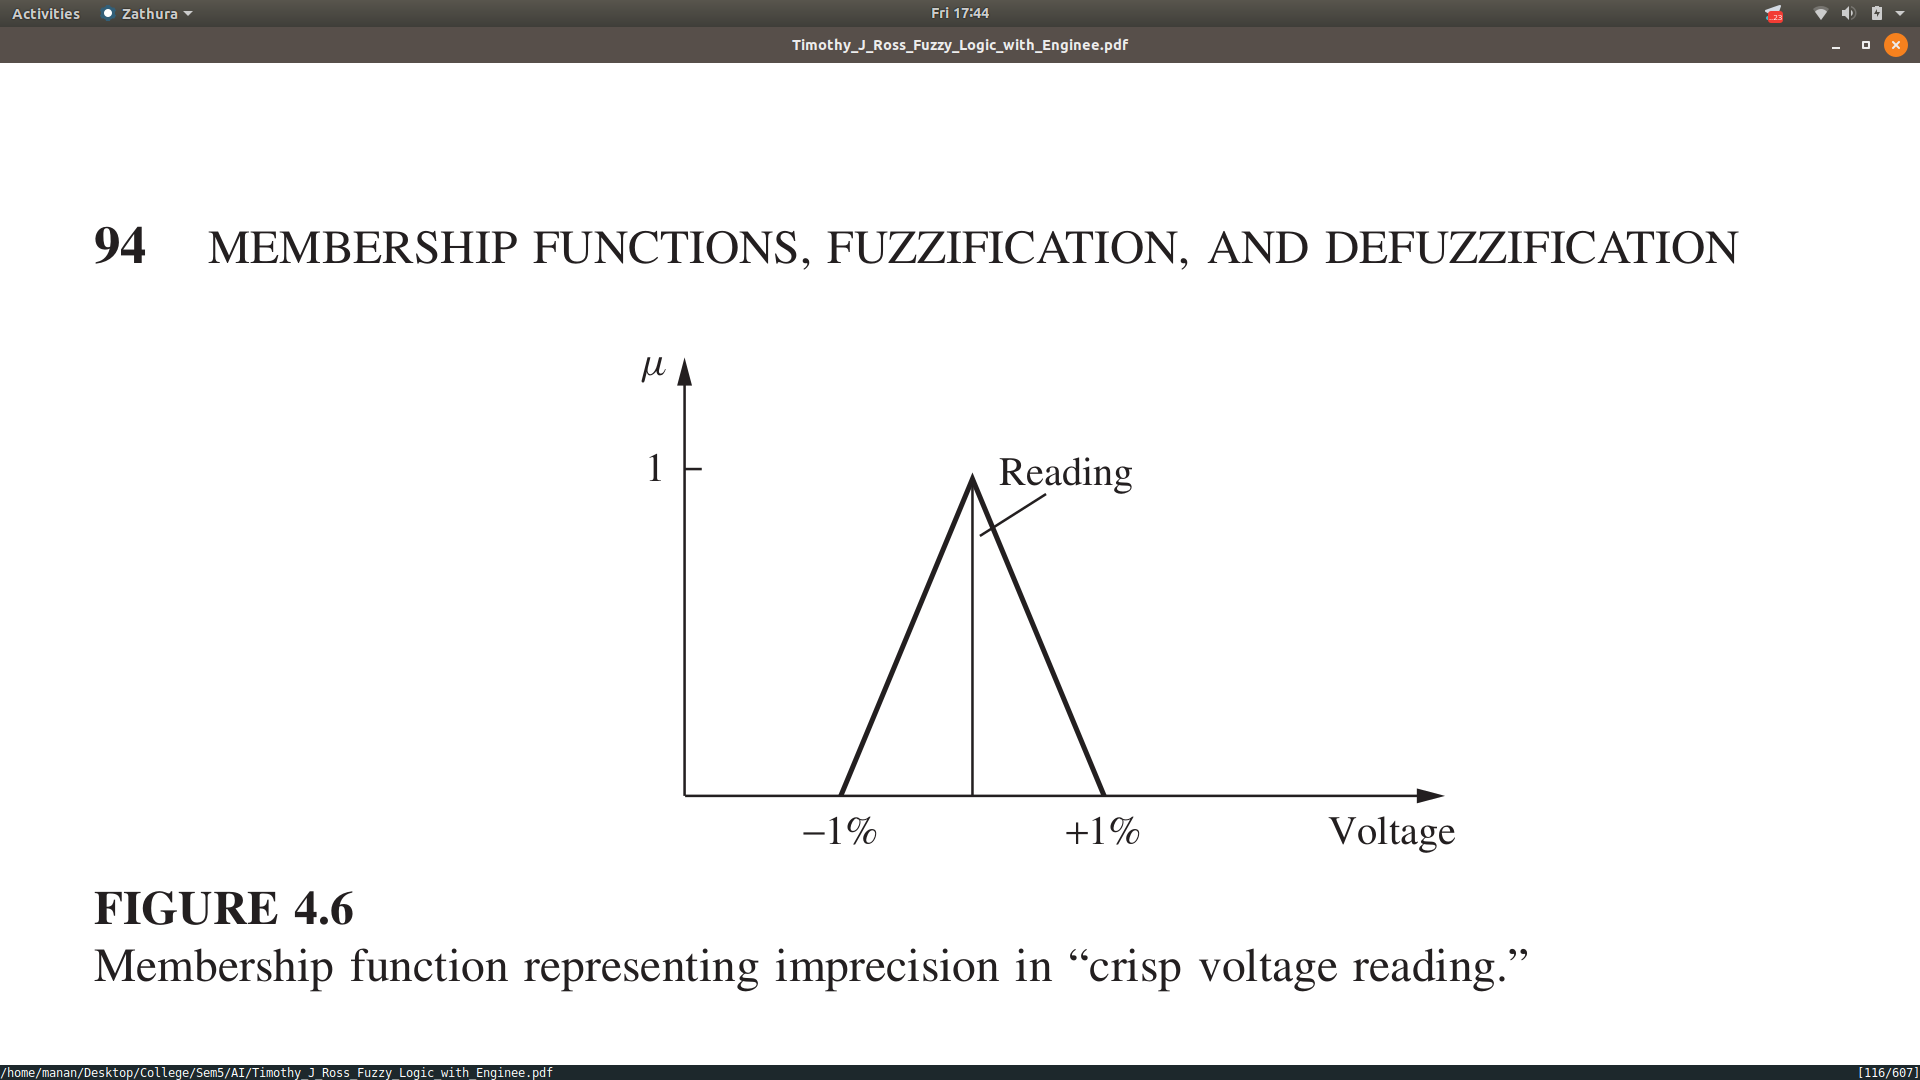 Activities Zathura Fri 17:44
Timothy_J_Ross_Fuzzy_Logic_with_Enginee.pdf
94 MEMBERSHIP FUNCTIONS, FUZZIFICATION, AND DEFUZZIFICATION
μ
1
Reading
−1% +1% Voltage
FIGURE 4.6
Membership function representing imprecision in “crisp voltage reading.”
/home/manan/Desktop/College/Sem5/AI/Timothy_J_Ross_Fuzzy_Logic_with_Enginee.pdf [116/607]